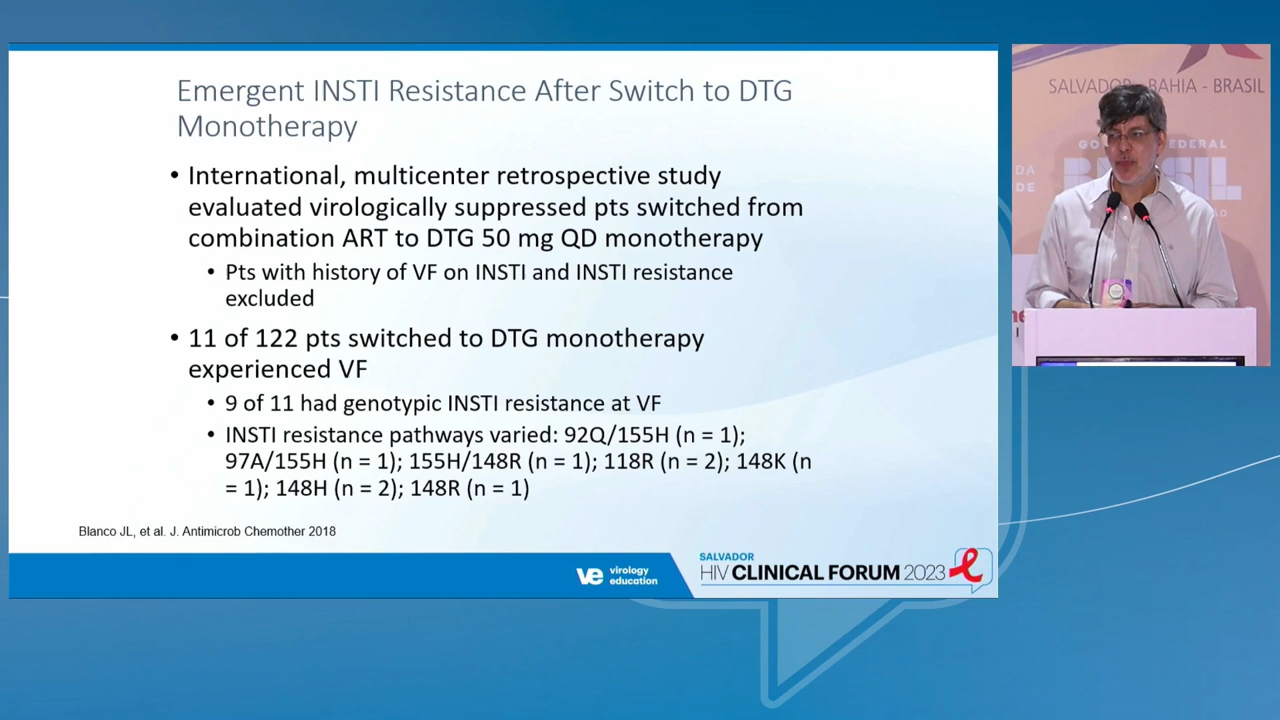 Emergent INSTI Resistance After Switch to DTG
Monotherapy
• International, multicenter retrospective study
evaluated virologically suppressed pts switched from
combination ART to DTG 50 mg QD monotherapy
• Pts with history of VF on INSTI and INSTI resistance
excluded
• 11 of 122 pts switched to DTG monotherapy
experienced VF
• 9 of 11 had genotypic INSTI resistance at VF
• INSTI resistance pathways varied: 92Q/155H (n = 1);
97A/155H (n = 1); 155H/148R (n = 1); 118R (n = 2); 148K (n
= 1); 148H (n = 2); 148R (n = 1)
Blanco JL, et al. J. Antimicrob Chemother 2018
ve virology
education
SALVADOR
HIV CLINICAL FORUM 2023
SALVADOR - BAHIA - BRASIL